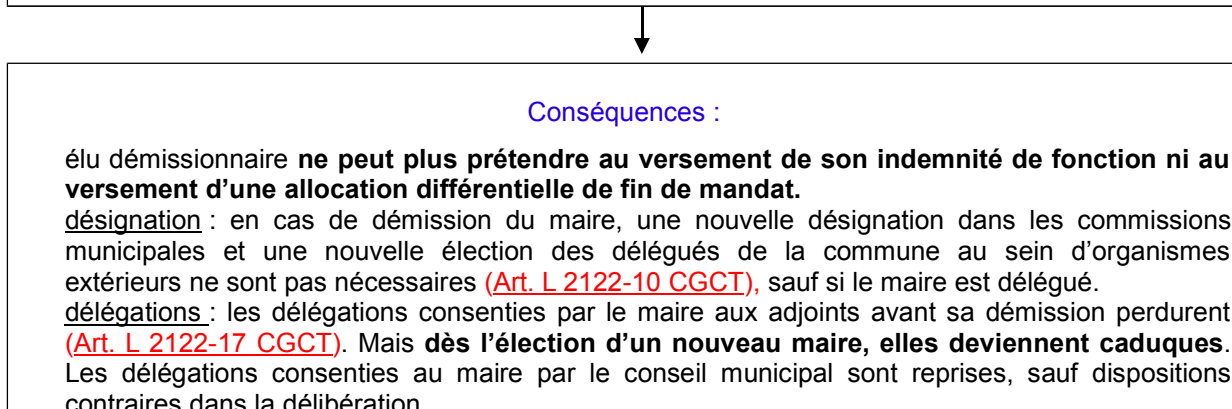 Conséquences :
élu démissionnaire ne peut plus prétendre au versement de son indemnité de fonction ni au
versement d’une allocation différentielle de fin de mandat.
désignation : en cas de démission du maire, une nouvelle désignation dans les commissions
municipales et une nouvelle élection des délégués de la commune au sein d’organismes
extérieurs ne sont pas nécessaires (Art. L 2122-10 CGCT), sauf si le maire est délégué.
délégations : les délégations consenties par le maire aux adjoints avant sa démission perdurent
(Art. L 2122-17 CGCT). Mais dès l’élection d’un nouveau maire, elles deviennent caduques.
Les délégations consenties au maire par le conseil municipal sont reprises, sauf dispositions
contraires dans la délibération